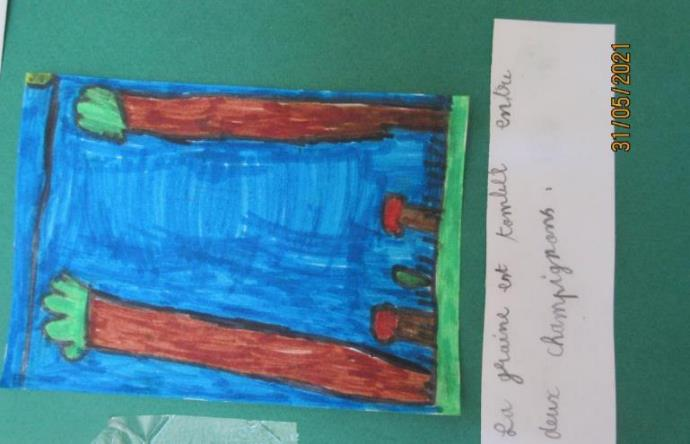 La graine est tombée entre
deux champignons.
31/05/2021